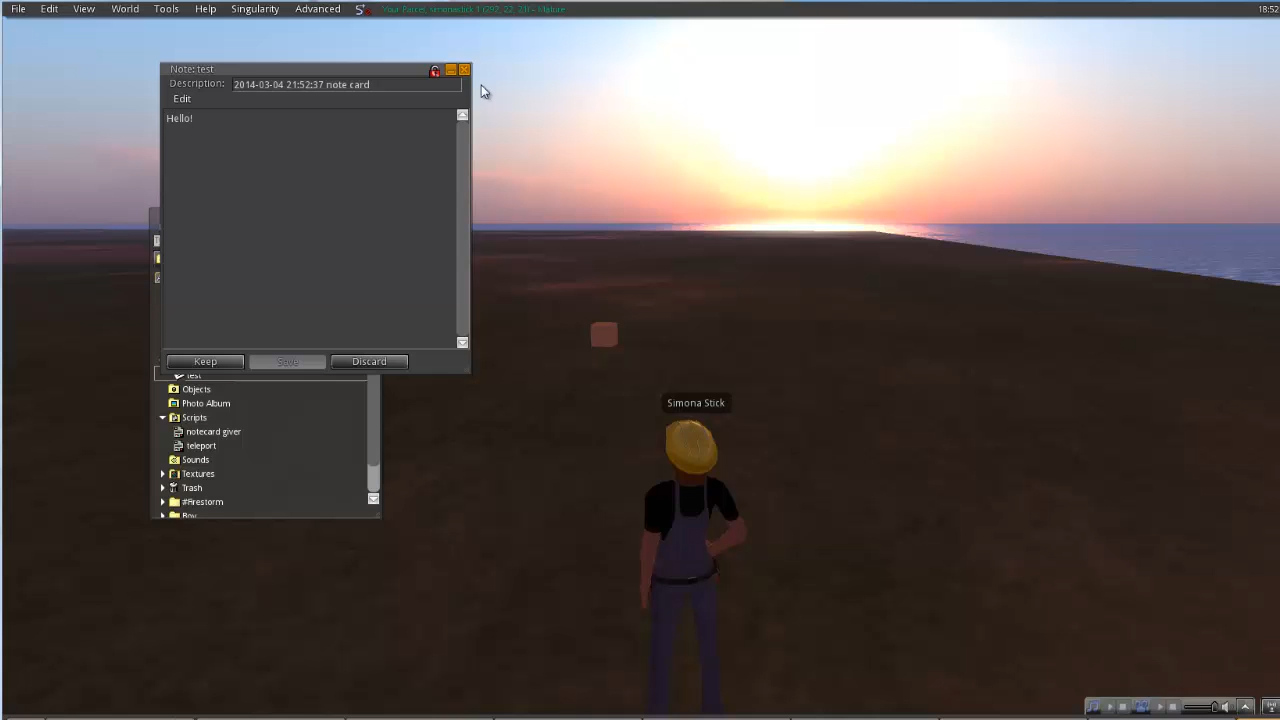 File Edit View World Tools Help Singularity Advanced
18:52
Note: test
Description: 2014-03-04 21:52:37 note card
Edit
Hello!
Keep Save Discard
test
Objects
Photo Album
Scripts
notecard giver
teleport
Sounds
Textures
Trash
#Firestorm
Boy
Simona Stick